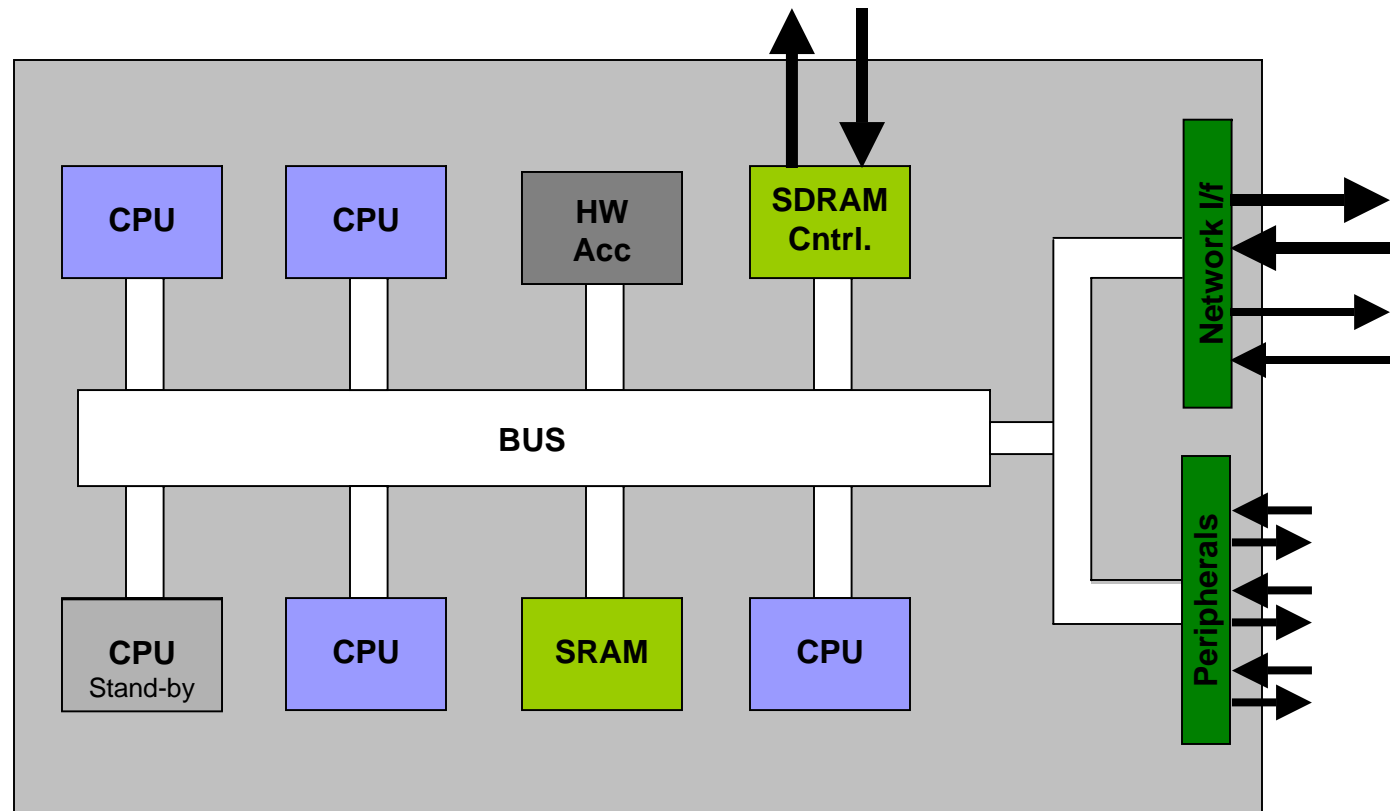 CPU
CPU
HW
Acc
SDRAM
Cntrl.
Network I/f
BUS
CPU
Stand-by
CPU
SRAM
CPU
Peripherals